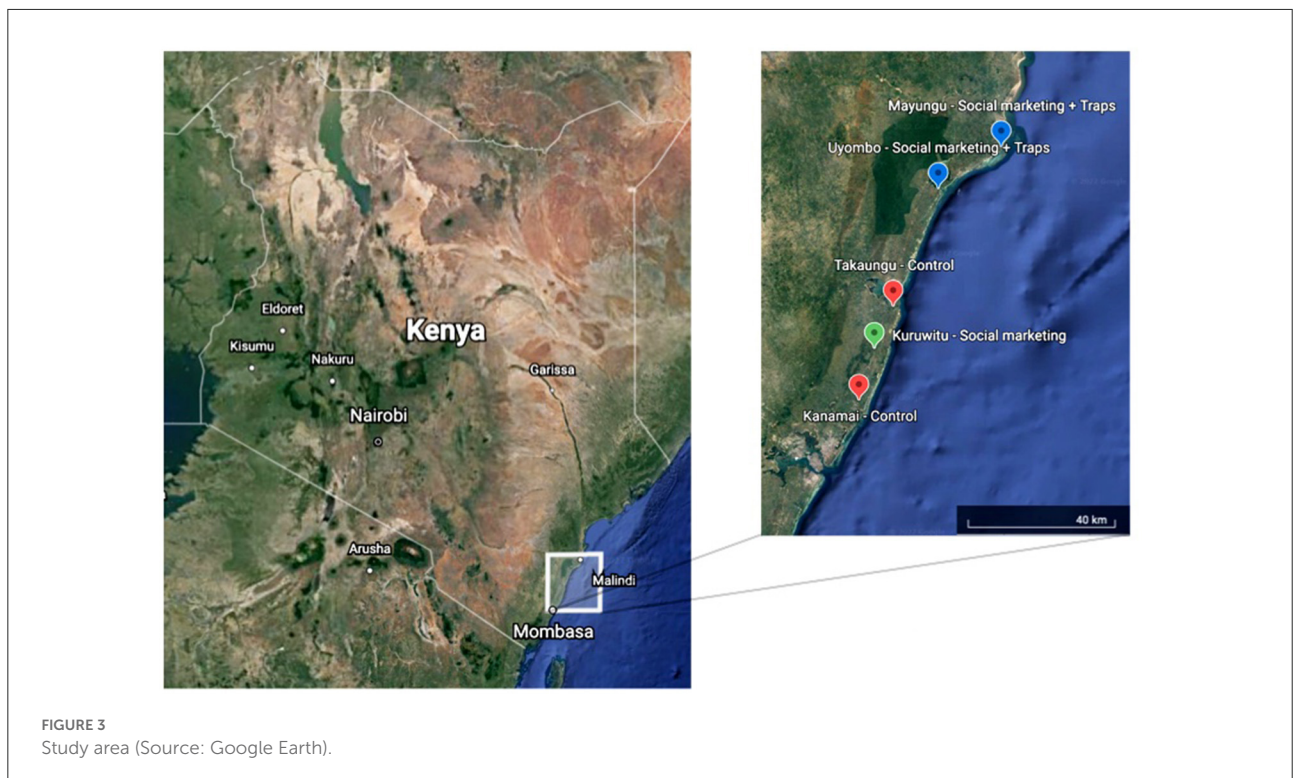 Mayungu - Social marketing + Traps
Uyombo - Social marketing + Traps
Takaungu - Control
Kuruwitu - Social marketing
Kanamai - Control
40 km
Eldoret
Kenya
Kisumu
Nakuru
Garissa
Nairobi
Arusha
Malindi
Mombasa
FIGURE 3
Study area (Source: Google Earth).